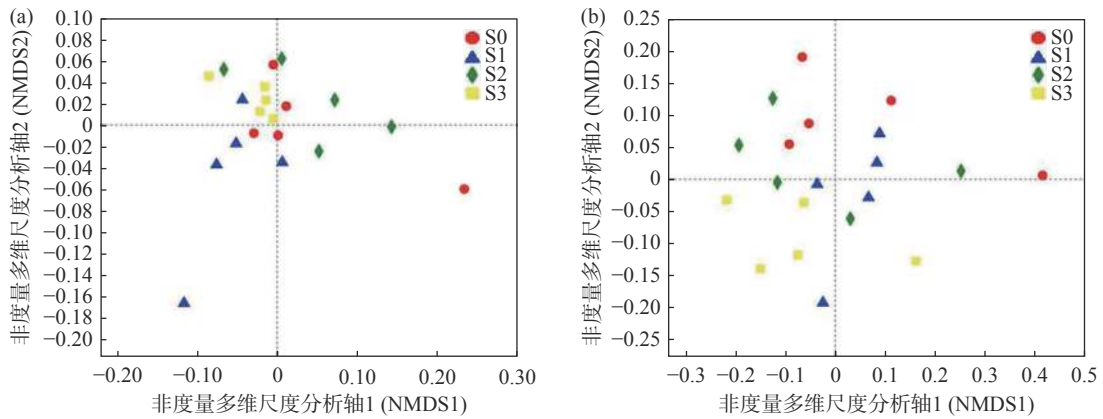 (a)
0.10
0.08
0.06
0.04
0.02
0
−0.02
−0.04
−0.06
−0.08
−0.10
−0.12
−0.14
−0.16
−0.18
−0.20
非度量多维尺度分析轴2 (NMDS2)
S0
S1
S2
S3
−0.20 −0.10 0 0.10 0.20 0.30
非度量多维尺度分析轴1 (NMDS1)
(b)
0.25
0.20
0.15
0.10
0.05
0
−0.05
−0.10
−0.15
−0.20
−0.25
非度量多维尺度分析轴2 (NMDS2)
S0
S1
S2
S3
−0.3 −0.2 −0.1 0 0.1 0.2 0.3 0.4 0.5
非度量多维尺度分析轴1 (NMDS1)